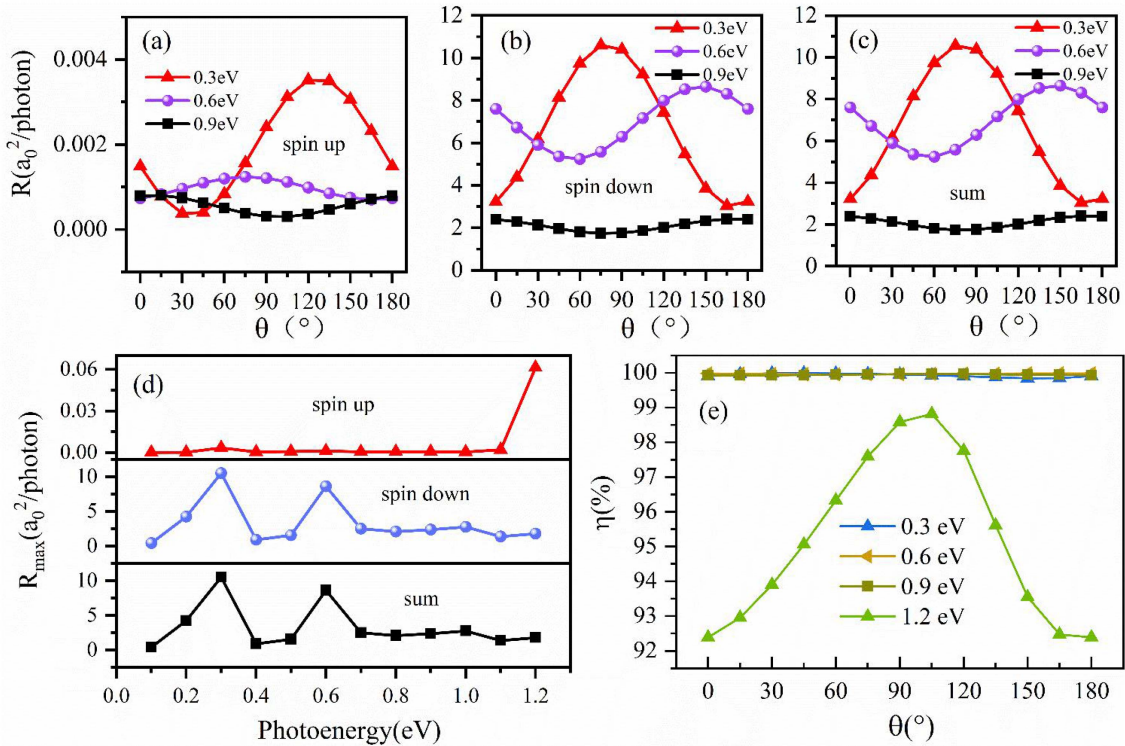 (a)
R(a₀²/photon)
0.004
0.002
0.000
0.3eV
0.6eV
0.9eV
spin up
0 30 60 90 120 150 180
θ (°)
(b)
12
10
8
6
4
2
0
0.3eV
0.6eV
0.9eV
spin down
0 30 60 90 120 150 180
θ (°)
(c)
12
10
8
6
4
2
0
0.3eV
0.6eV
0.9eV
sum
0 30 60 90 120 150 180
θ (°)
(d)
R_max(a₀²/photon)
0.06
0.03
0.00
spin up
10
5
0
spin down
10
5
0
sum
0.0 0.2 0.4 0.6 0.8 1.0 1.2
Photoenergy(eV)
(e)
η(%)
100
99
98
96
95
94
93
92
0.3 eV
0.6 eV
0.9 eV
1.2 eV
0 30 60 90 120 150 180
θ(°)